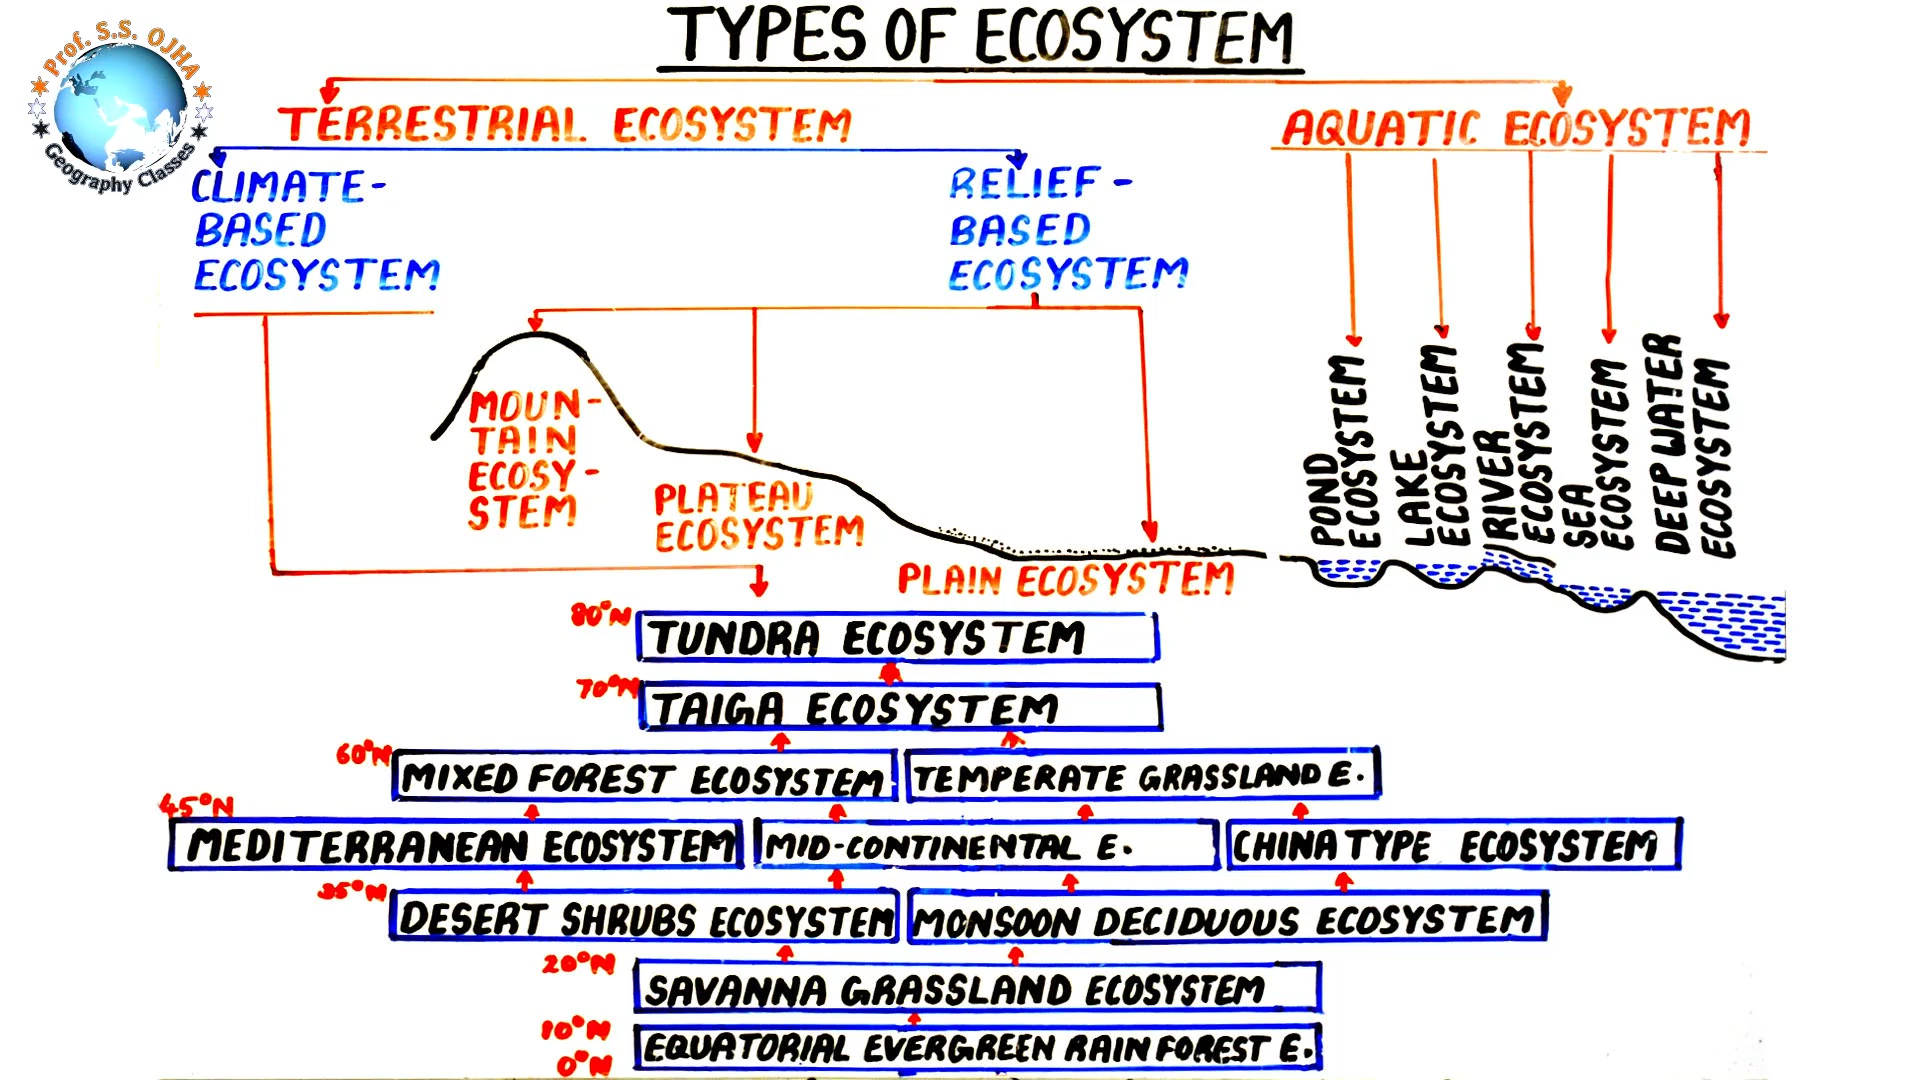 TYPES OF ECOSYSTEM
Prof. S.S. OJHA
Geography Classes
TERRESTRIAL ECOSYSTEM
AQUATIC ECOSYSTEM
CLIMATE-
BASED
ECOSYSTEM
RELIEF-
BASED
ECOSYSTEM
MOUN-
TAIN
ECOSY-
STEM
PLATEAU
ECOSYSTEM
PLAIN ECOSYSTEM
POND
ECOSYSTEM
LAKE
ECOSYSTEM
RIVER
ECOSYSTEM
SEA
ECOSYSTEM
DEEP WATER
ECOSYSTEM
80°N
TUNDRA ECOSYSTEM
70°N
TAIGA ECOSYSTEM
60°N
MIXED FOREST ECOSYSTEM
TEMPERATE GRASSLAND E.
45°N
MEDITERRANEAN ECOSYSTEM
MID-CONTINENTAL E.
CHINA TYPE ECOSYSTEM
35°N
DESERT SHRUBS ECOSYSTEM
MONSOON DECIDUOUS ECOSYSTEM
20°N
SAVANNA GRASSLAND ECOSYSTEM
10°N
EQUATORIAL EVERGREEN RAIN FOREST E.
0°N